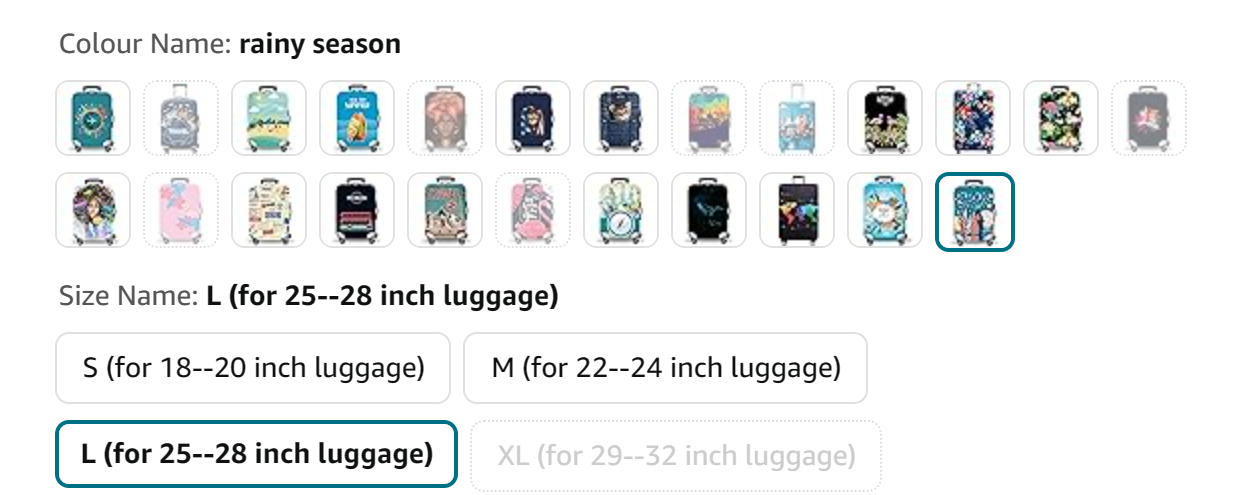 Colour Name: rainy season
Size Name: L (for 25--28 inch luggage)
S (for 18--20 inch luggage)
M (for 22--24 inch luggage)
L (for 25--28 inch luggage)
XL (for 29--32 inch luggage)